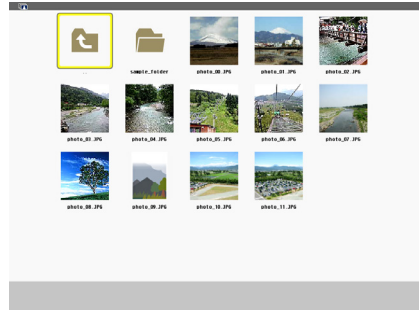 ..
sample_folder
photo_00.JPG
photo_01.JPG
photo_02.JPG
photo_03.JPG
photo_04.JPG
photo_05.JPG
photo_06.JPG
photo_07.JPG
photo_08.JPG
photo_09.JPG
photo_10.JPG
photo_11.JPG